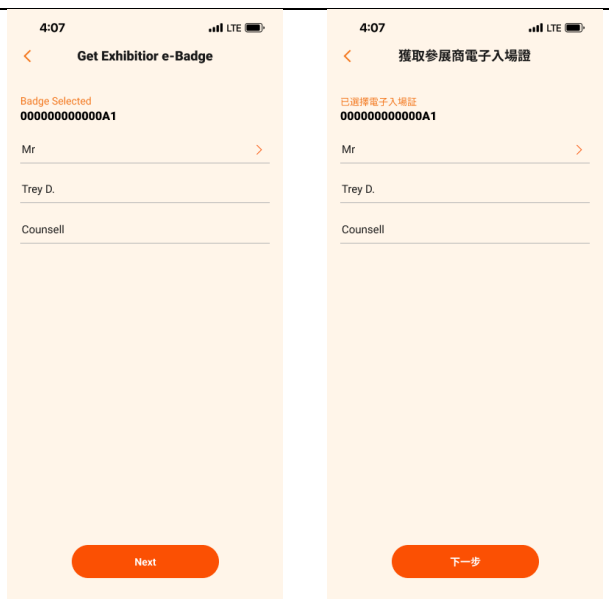 4:07
LTE
Get Exhibitior e-Badge
Badge Selected
000000000000A1
Mr
Trey D.
Counsell
Next
4:07
LTE
獲取參展商電子入場證
已選擇電子入場証
000000000000A1
Mr
Trey D.
Counsell
下一步